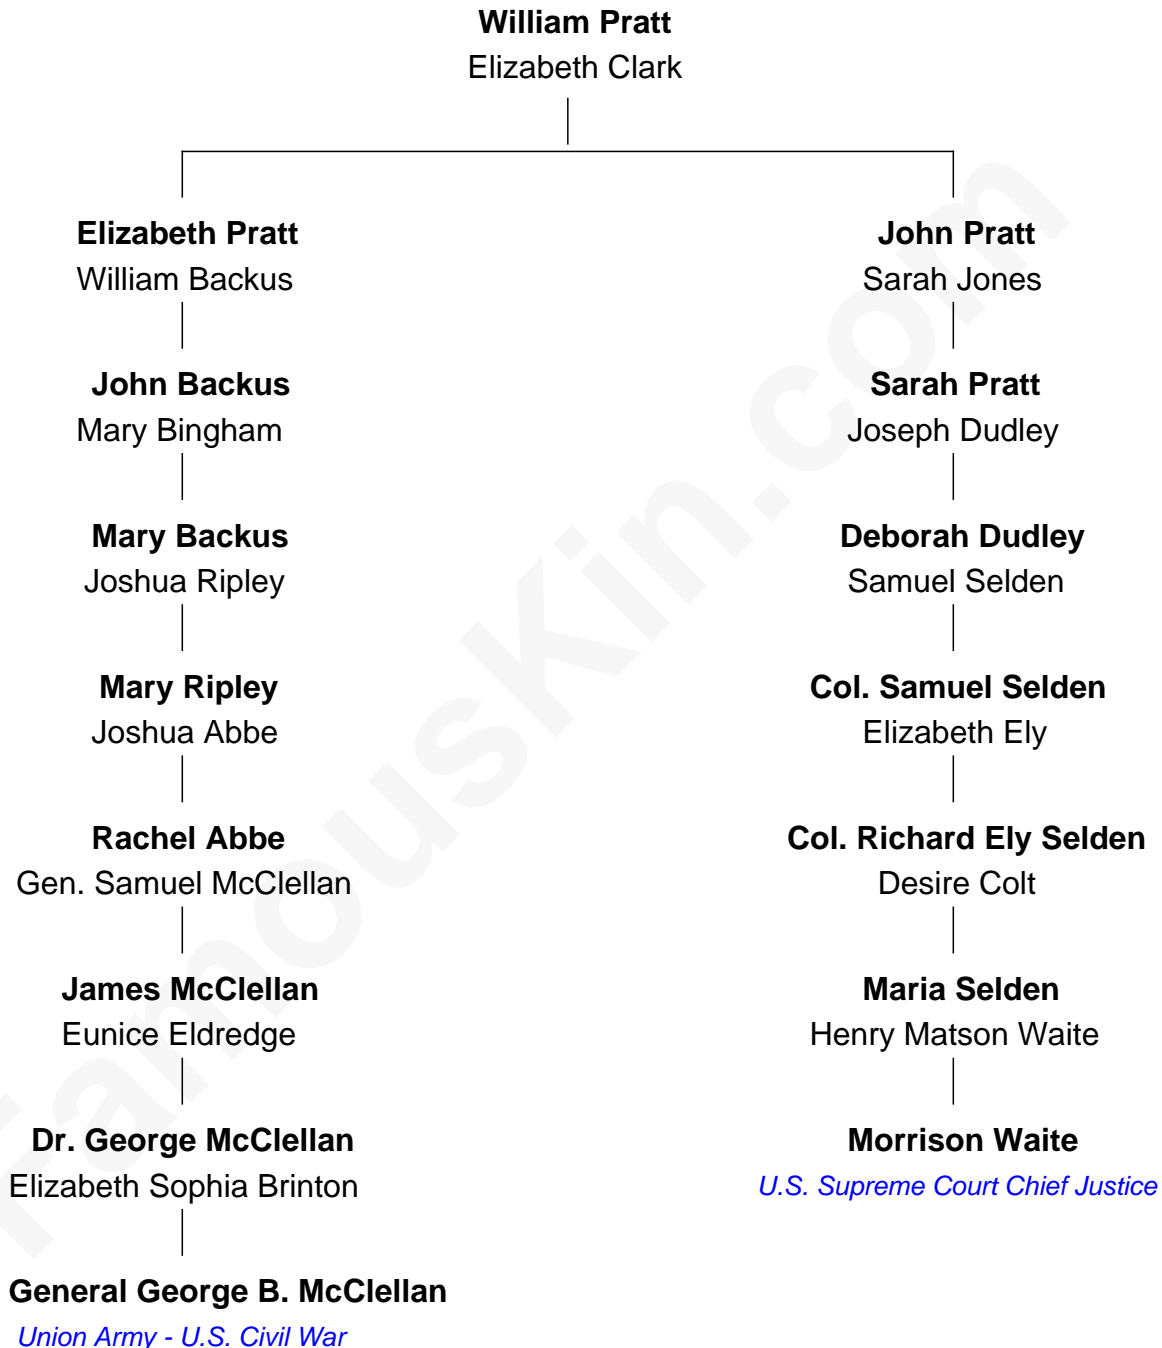 William Pratt
Elizabeth Clark
Elizabeth Pratt
William Backus
John Pratt
Sarah Jones
John Backus
Mary Bingham
Sarah Pratt
Joseph Dudley
Mary Backus
Joshua Ripley
Deborah Dudley
Samuel Selden
Mary Ripley
Joshua Abbe
Col. Samuel Selden
Elizabeth Ely
Rachel Abbe
Gen. Samuel McClellan
Col. Richard Ely Selden
Desire Colt
James McClellan
Eunice Eldredge
Maria Selden
Henry Matson Waite
Dr. George McClellan
Elizabeth Sophia Brinton
Morrison Waite
U.S. Supreme Court Chief Justice
General George B. McClellan
Union Army - U.S. Civil War
FamousKin.com